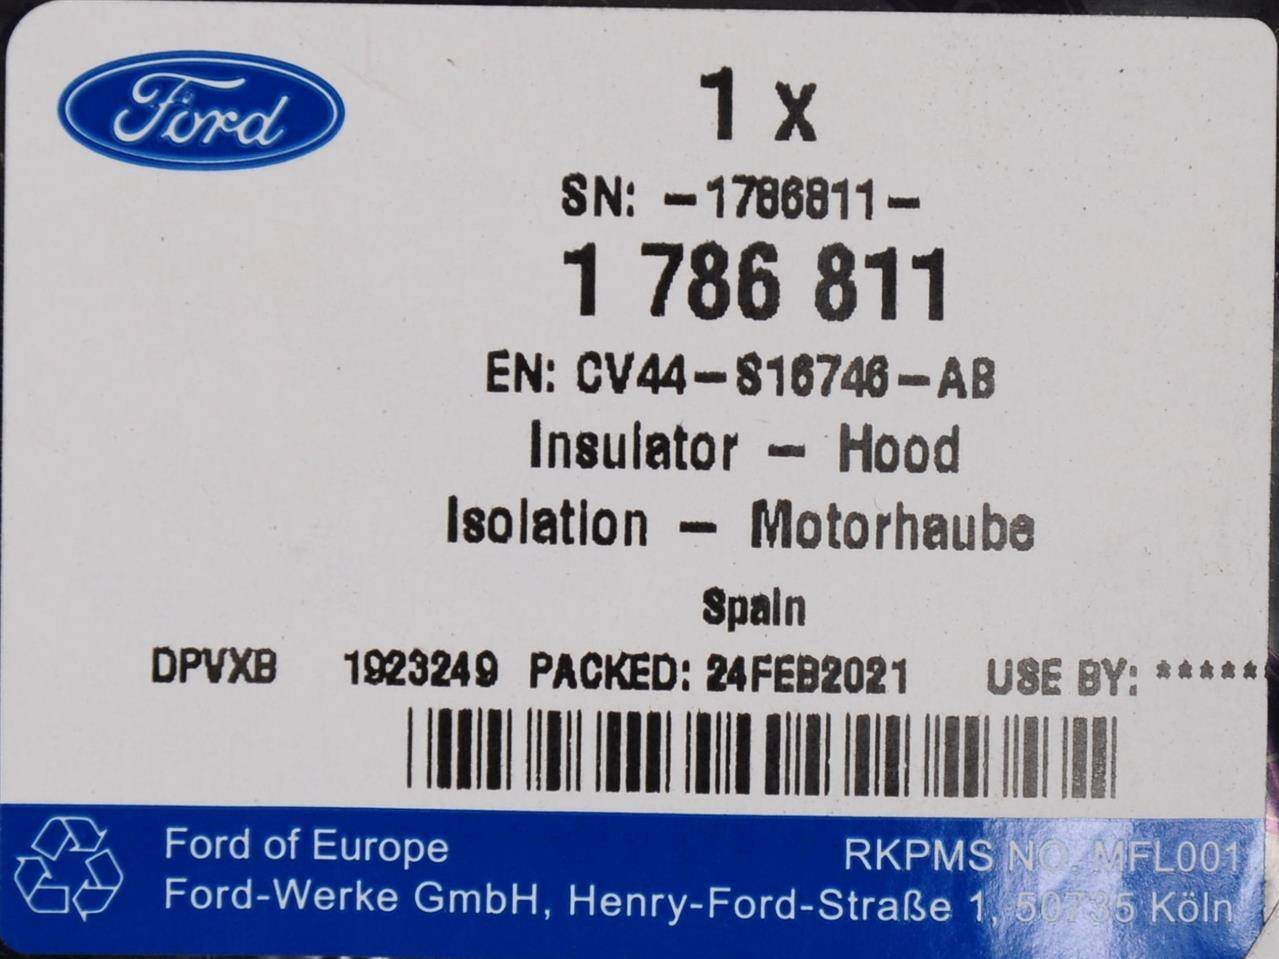 Ford
1 x
SN: -1786811-
1 786 811
EN: CV44-S16746-AB
Insulator - Hood
Isolation - Motorhaube
Spain
DPVXB 1923249 PACKED: 24FEB2021 USE BY: *****
Ford of Europe RKPMS NO. MFL001
Ford-Werke GmbH, Henry-Ford-Straße 1, 50735 Köln